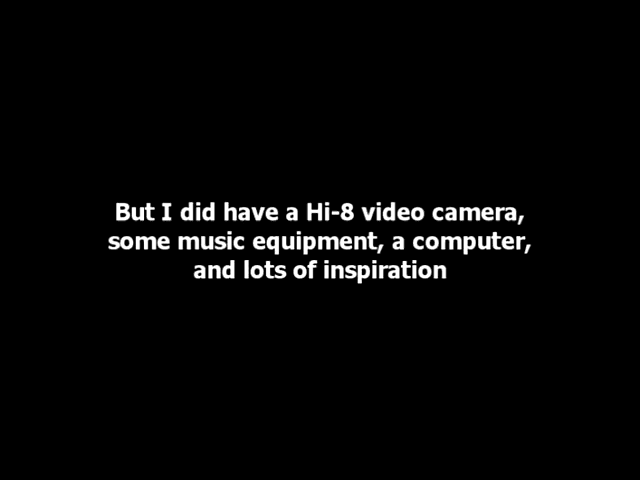 But I did have a Hi-8 video camera,
some music equipment, a computer,
and lots of inspiration